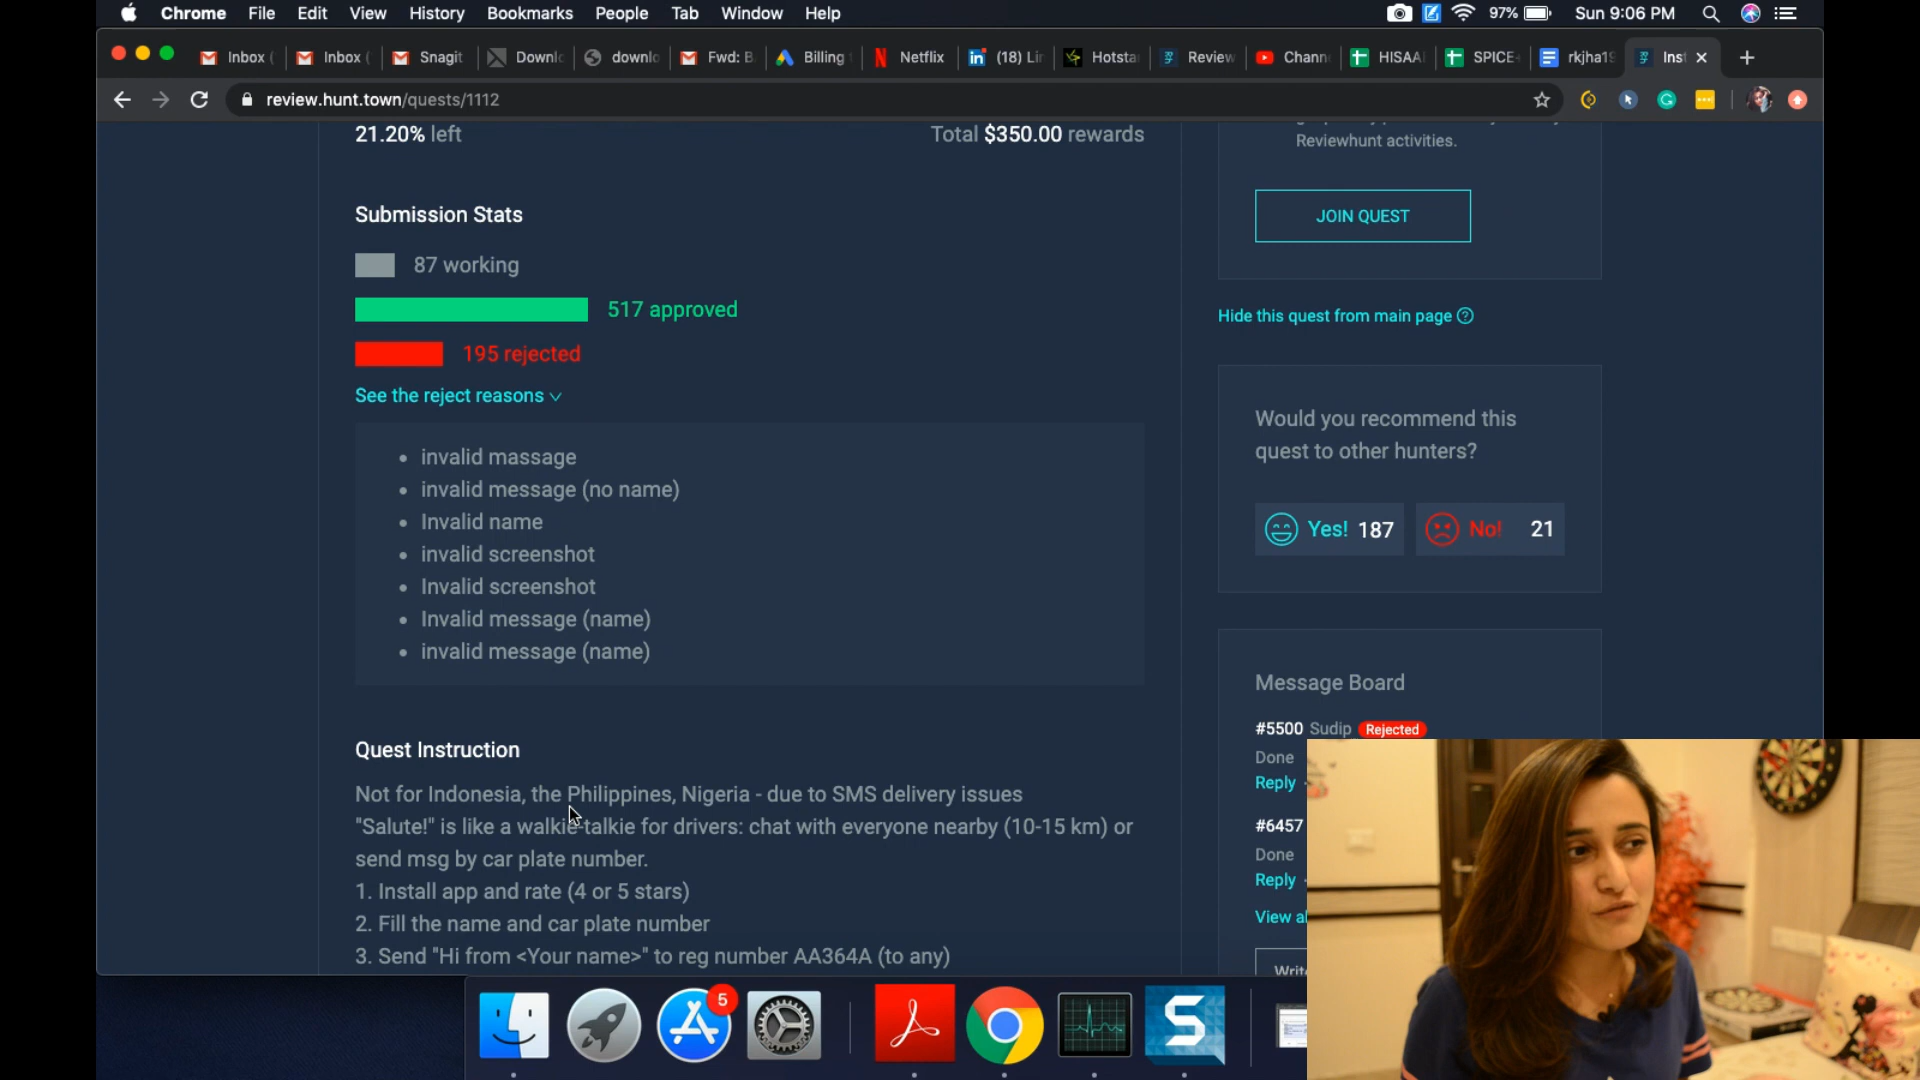 Chrome File Edit View History Bookmarks People Tab Window Help
97% Sun 9:06 PM
Inbox ( Inbox ( Snagit Downlo downlo Fwd: B Billing Netflix (18) Lin Hotsta Review Chann HISAA SPICE+ rkjha19 Inst
review.hunt.town/quests/1112
21.20% left
Total $350.00 rewards
Submission Stats
87 working
517 approved
195 rejected
See the reject reasons
invalid massage
invalid message (no name)
Invalid name
invalid screenshot
Invalid screenshot
Invalid message (name)
invalid message (name)
Quest Instruction
Not for Indonesia, the Philippines, Nigeria - due to SMS delivery issues
"Salute!" is like a walkie-talkie for drivers: chat with everyone nearby (10-15 km) or
send msg by car plate number.
1. Install app and rate (4 or 5 stars)
2. Fill the name and car plate number
3. Send "Hi from <Your name>" to reg number AA364A (to any)
Reviewhunt activities.
JOIN QUEST
Hide this quest from main page
Would you recommend this
quest to other hunters?
Yes! 187
No! 21
Message Board
#5500 Sudip Rejected
Done
Reply
#6457
Done
Reply
View al
Write
5